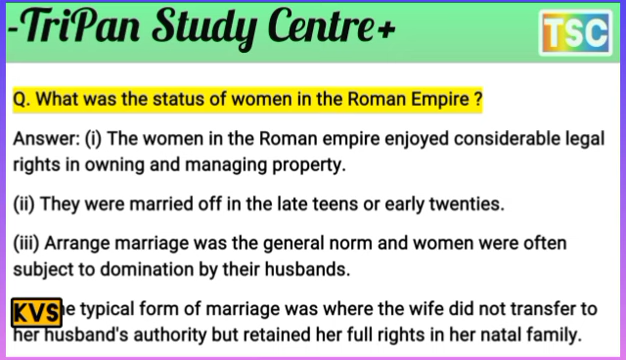 -TriPan Study Centre+
TSC
Q. What was the status of women in the Roman Empire ?
Answer: (i) The women in the Roman empire enjoyed considerable legal
rights in owning and managing property.
(ii) They were married off in the late teens or early twenties.
(iii) Arrange marriage was the general norm and women were often
subject to domination by their husbands.
KVS
typical form of marriage was where the wife did not transfer to
her husband's authority but retained her full rights in her natal family.